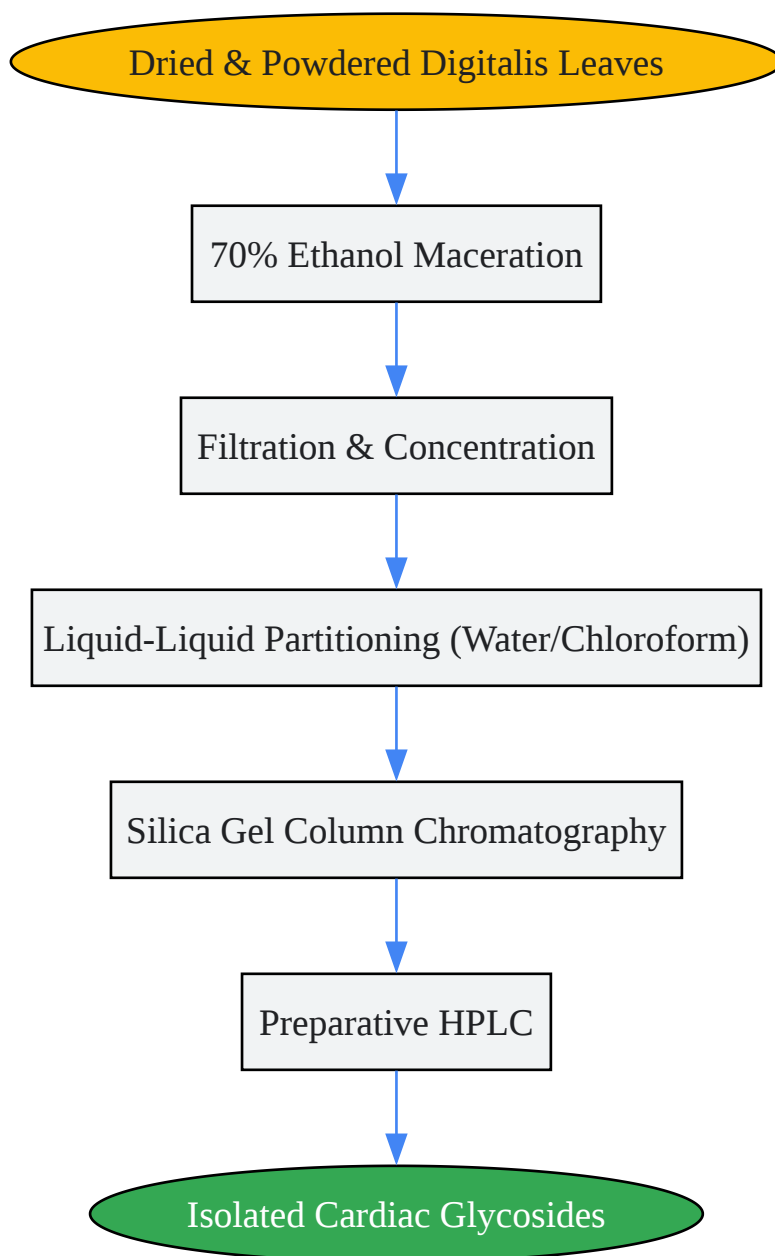 Dried & Powdered Digitalis Leaves
70% Ethanol Maceration
Filtration & Concentration
Liquid-Liquid Partitioning (Water/Chloroform)
Silica Gel Column Chromatography
Preparative HPLC
Isolated Cardiac Glycosides